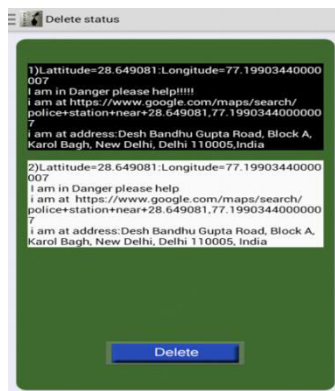 Delete status
1)Lattitude=28.649081:Longitude=77.19903440000
007
I am in Danger please help!!!!!
i am at https://www.google.com/maps/search/
police+station+near+28.649081,77.1990344000000
7
i am at address:Desh Bandhu Gupta Road, Block A,
Karol Bagh, New Delhi, Delhi 110005,India
2)Lattitude=28.649081:Longitude=77.19903440000
007
I am in Danger please help
i am at https://www.google.com/maps/search/
police+station+near+28.649081,77.1990344000000
7
i am at address:Desh Bandhu Gupta Road, Block A,
Karol Bagh, New Delhi, Delhi 110005, India
Delete